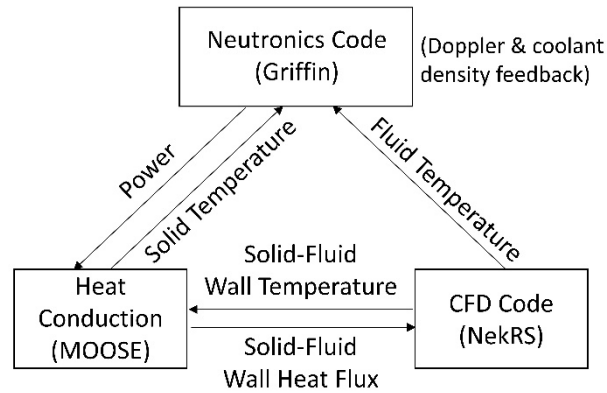 Neutronics Code
(Griffin)
(Doppler & coolant
density feedback)
Power
Solid Temperature
Fluid Temperature
Solid-Fluid
Wall Temperature
Heat
Conduction
(MOOSE)
CFD Code
(NekRS)
Solid-Fluid
Wall Heat Flux